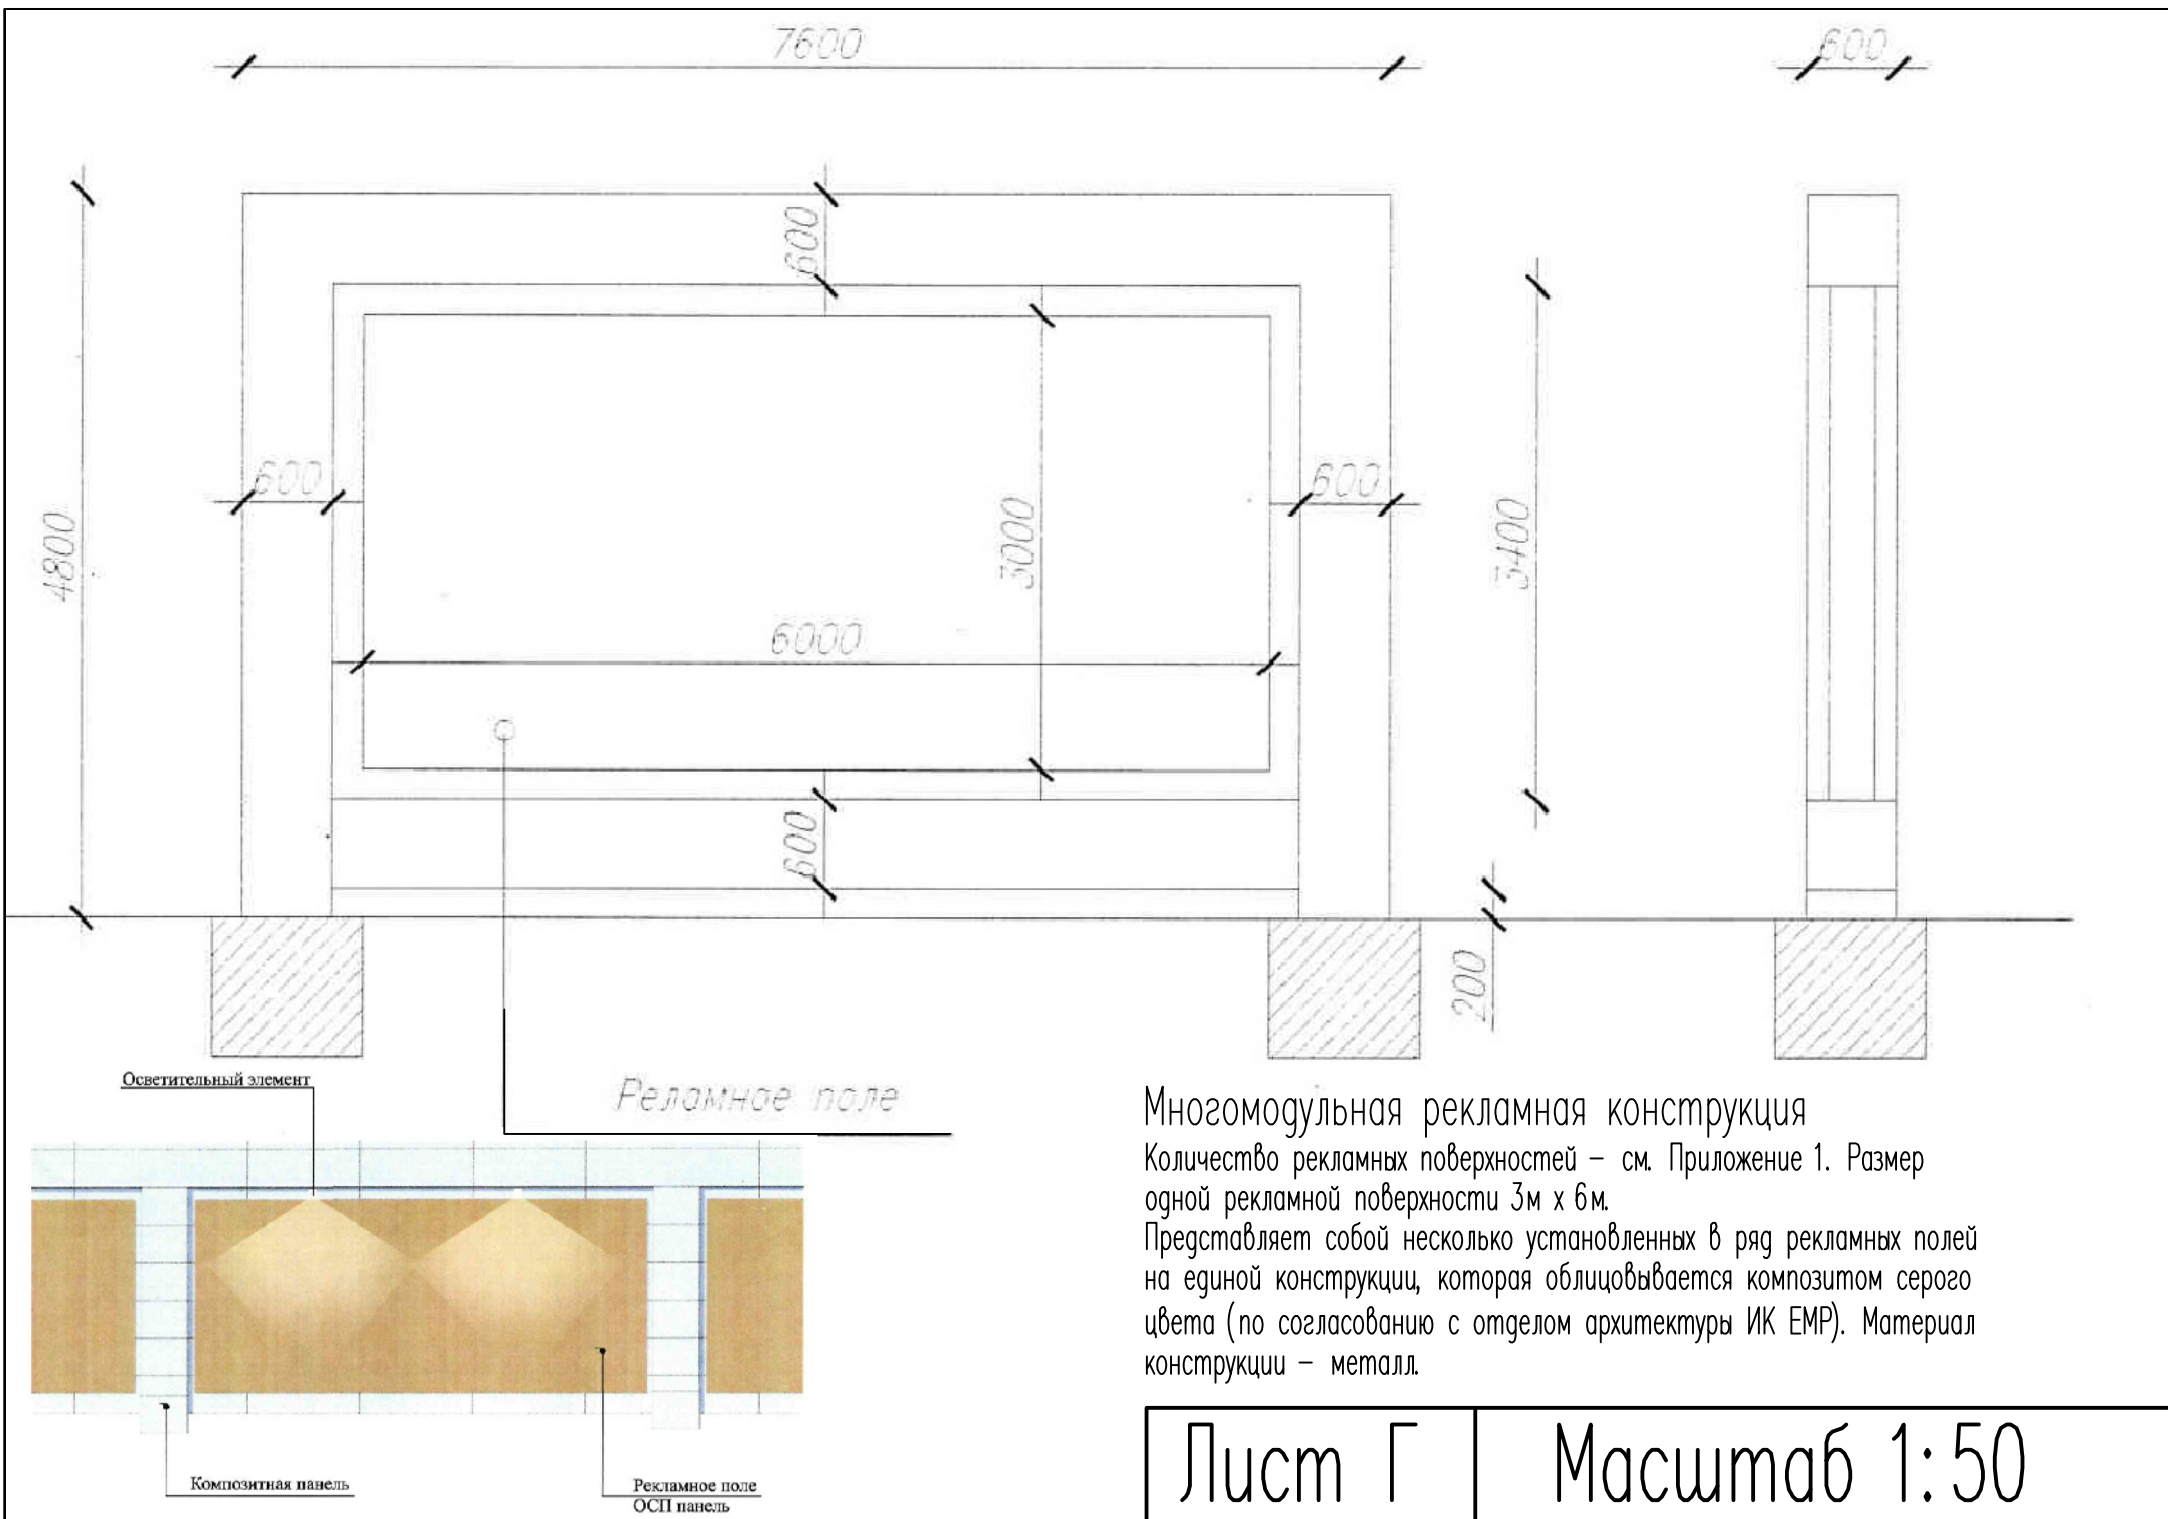 7600
600
600
4800
600
600
3000
3400
6000
600
200
Осветительный элемент
Реламное поле
Композитная панель
Рекламное поле
ОСП панель
Многомодульная рекламная конструкция
Количество рекламных поверхностей – см. Приложение 1. Размер
одной рекламной поверхности 3м х 6м.
Представляет собой несколько установленных в ряд рекламных полей
на единой конструкции, которая облицовывается композитом серого
цвета (по согласованию с отделом архитектуры ИК ЕМР). Материал
конструкции – металл.
Лист Г
Масштаб 1:50